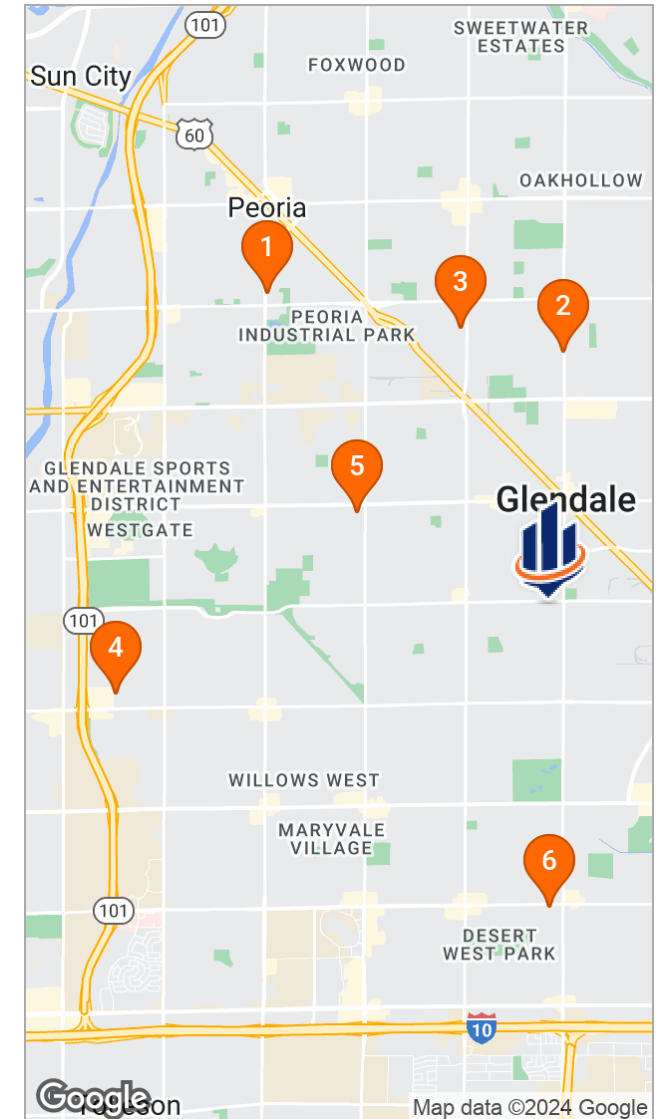 101
SWEETWATER
ESTATES
FOXWOOD
Sun City
60
OAKHOLLOW
Peoria
1
3
2
PEORIA
INDUSTRIAL PARK
5
GLENDALE SPORTS
AND ENTERTAINMENT
DISTRICT
WESTGATE
Glendale
101
4
WILLOWS WEST
MARYVALE
VILLAGE
6
101
DESERT
WEST PARK
10
Google
Map data ©2024 Google